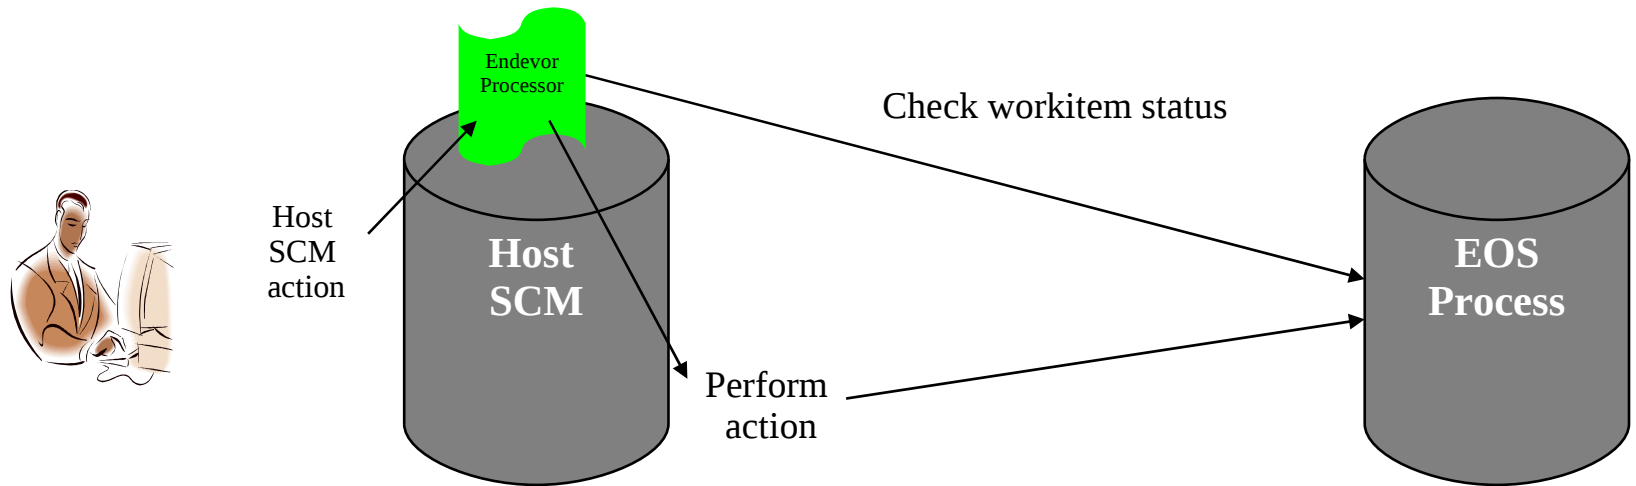 Endevor
Processor
Check workitem status
Host
SCM
action
Host
SCM
EOS
Process
Perform
action